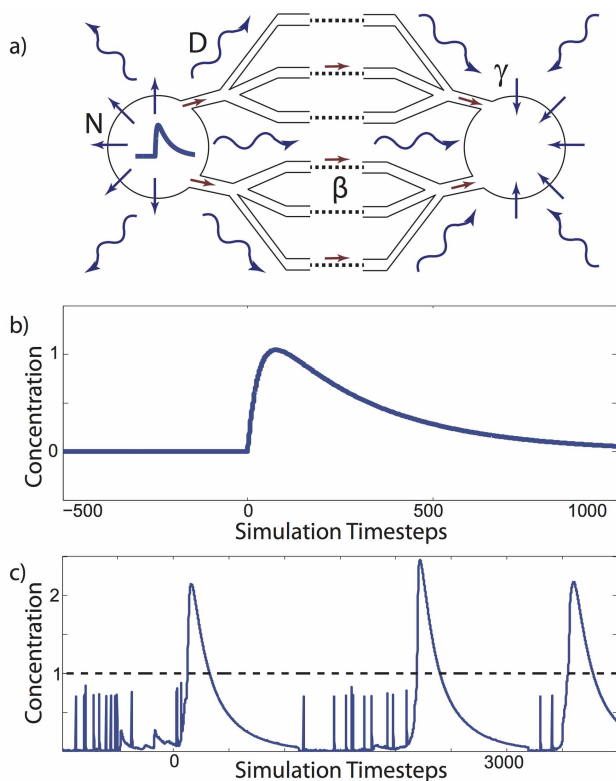 a)
D
γ
N
β
b)
Concentration
1
0
−500
0
500
1000
Simulation Timesteps
c)
Concentration
2
1
0
3000
Simulation Timesteps